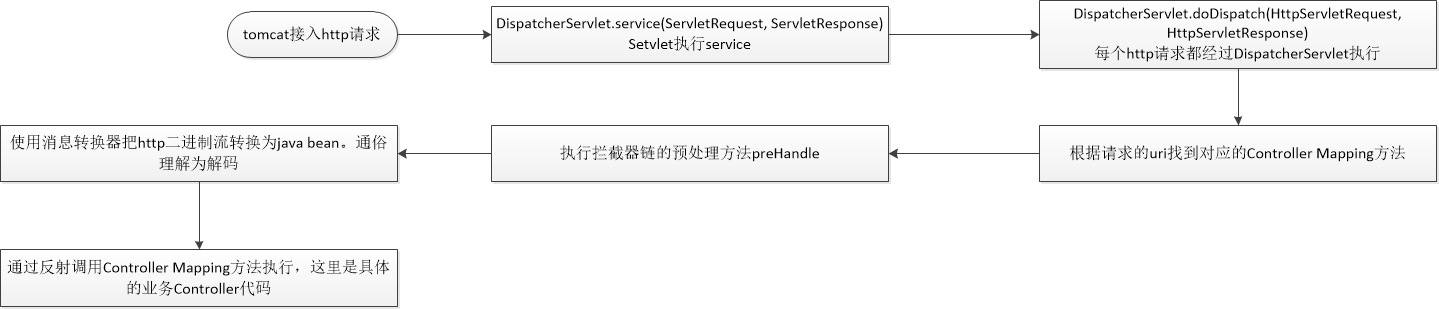 tomcat接入http请求
DispatcherServlet.service(ServletRequest, ServletResponse)
Setvlet执行service
DispatcherServlet.doDispatch(HttpServletRequest,
HttpServletResponse)
每个http请求都经过DispatcherServlet执行
根据请求的uri找到对应的Controller Mapping方法
执行拦截器链的预处理方法preHandle
使用消息转换器把http二进制流转换为java bean。通俗
理解为解码
通过反射调用Controller Mapping方法执行，这里是具体
的业务Controller代码